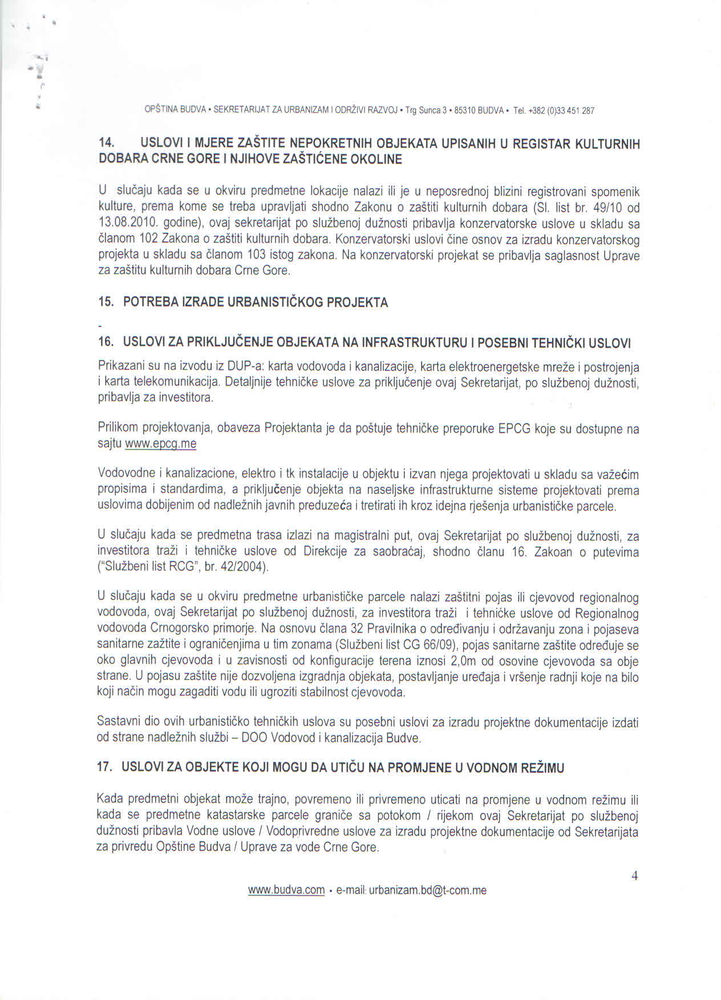 OPŠTINA BUDVA • SEKRETARIJAT ZA URBANIZAM I ODRŽIVI RAZVOJ • Trg Sunca 3 • 85310 BUDVA • Tel. +382 (0)33 451 287
14. USLOVI I MJERE ZAŠTITE NEPOKRETNIH OBJEKATA UPISANIH U REGISTAR KULTURNIH
DOBARA CRNE GORE I NJIHOVE ZAŠTIĆENE OKOLINE
U slučaju kada se u okviru predmetne lokacije nalazi ili je u neposrednoj blizini registrovani spomenik
kulture, prema kome se treba upravljati shodno Zakonu o zaštiti kulturnih dobara (Sl. list br. 49/10 od
13.08.2010. godine), ovaj sekretarijat po službenoj dužnosti pribavlja konzervatorske uslove u skladu sa
članom 102 Zakona o zaštiti kulturnih dobara. Konzervatorski uslovi čine osnov za izradu konzervatorskog
projekta u skladu sa članom 103 istog zakona. Na konzervatorski projekat se pribavlja saglasnost Uprave
za zaštitu kulturnih dobara Crne Gore.
15. POTREBA IZRADE URBANISTIČKOG PROJEKTA
-
16. USLOVI ZA PRIKLJUČENJE OBJEKATA NA INFRASTRUKTURU I POSEBNI TEHNIČKI USLOVI
Prikazani su na izvodu iz DUP-a: karta vodovoda i kanalizacije, karta elektroenergetske mreže i postrojenja
i karta telekomunikacija. Detaljnije tehničke uslove za priključenje ovaj Sekretarijat, po službenoj dužnosti,
pribavlja za investitora.
Prilikom projektovanja, obaveza Projektanta je da poštuje tehničke preporuke EPCG koje su dostupne na
sajtu www.epcg.me
Vodovodne i kanalizacione, elektro i tk instalacije u objektu i izvan njega projektovati u skladu sa važećim
propisima i standardima, a priključenje objekta na naseljske infrastrukturne sisteme projektovati prema
uslovima dobijenim od nadležnih javnih preduzeća i tretirati ih kroz idejna rješenja urbanističke parcele.
U slučaju kada se predmetna trasa izlazi na magistralni put, ovaj Sekretarijat po službenoj dužnosti, za
investitora traži i tehničke uslove od Direkcije za saobraćaj, shodno članu 16. Zakoan o putevima
(“Službeni list RCG”, br. 42/2004).
U slučaju kada se u okviru predmetne urbanističke parcele nalazi zaštitni pojas ili cjevovod regionalnog
vodovoda, ovaj Sekretarijat po službenoj dužnosti, za investitora traži i tehničke uslove od Regionalnog
vodovoda Crnogorsko primorje. Na osnovu člana 32 Pravilnika o određivanju i održavanju zona i pojaseva
sanitarne zažtite i ograničenjima u tim zonama (Službeni list CG 66/09), pojas sanitarne zaštite određuje se
oko glavnih cjevovoda i u zavisnosti od konfiguracije terena iznosi 2,0m od osovine cjevovoda sa obje
strane. U pojasu zaštite nije dozvoljena izgradnja objekata, postavljanje uređaja i vršenje radnji koje na bilo
koji način mogu zagaditi vodu ili ugroziti stabilnost cjevovoda.
Sastavni dio ovih urbanističko tehničkih uslova su posebni uslovi za izradu projektne dokumentacije izdati
od strane nadležnih službi – DOO Vodovod i kanalizacija Budve.
17. USLOVI ZA OBJEKTE KOJI MOGU DA UTIČU NA PROMJENE U VODNOM REŽIMU
Kada predmetni objekat može trajno, povremeno ili privremeno uticati na promjene u vodnom režimu ili
kada se predmetne katastarske parcele graniče sa potokom / rijekom ovaj Sekretarijat po službenoj
dužnosti pribavla Vodne uslove / Vodoprivredne uslove za izradu projektne dokumentacije od Sekretarijata
za privredu Opštine Budva / Uprave za vode Crne Gore.
4
www.budva.com • e-mail: urbanizam.bd@t-com.me